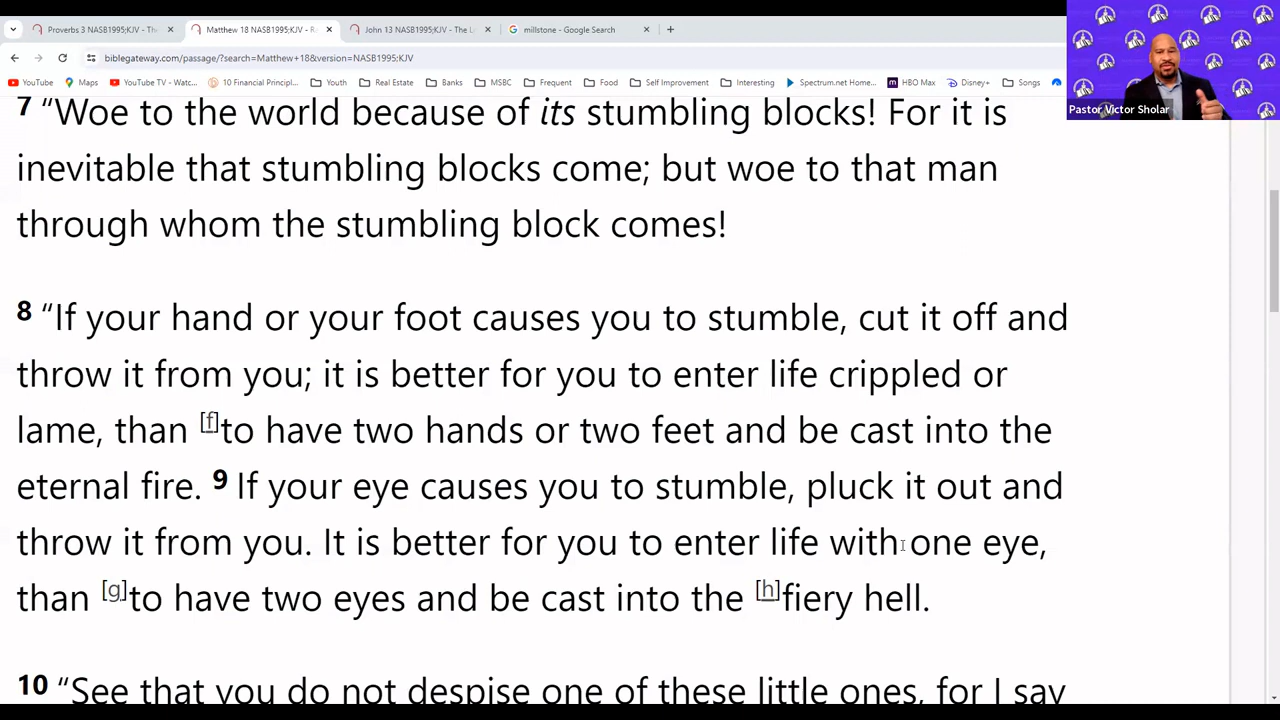 Proverbs 3 NASB1995;KJV - The
Matthew 18 NASB1995;KJV - R
John 13 NASB1995;KJV - The L
millstone - Google Search
biblegateway.com/passage/?search=Matthew+18&version=NASB1995;KJV
YouTube
Maps
YouTube TV - Watc...
10 Financial Principl...
Youth
Real Estate
Banks
MSBC
Frequent
Food
Self Improvement
Interesting
Spectrum.net Home...
HBO Max
Disney+
Songs
Pastor Victor Sholar
7 “Woe to the world because of its stumbling blocks! For it is
inevitable that stumbling blocks come; but woe to that man
through whom the stumbling block comes!
8 “If your hand or your foot causes you to stumble, cut it off and
throw it from you; it is better for you to enter life crippled or
lame, than [f]to have two hands or two feet and be cast into the
eternal fire. 9 If your eye causes you to stumble, pluck it out and
throw it from you. It is better for you to enter life with one eye,
than [g]to have two eyes and be cast into the [h]fiery hell.
10 “See that you do not despise one of these little ones, for I say